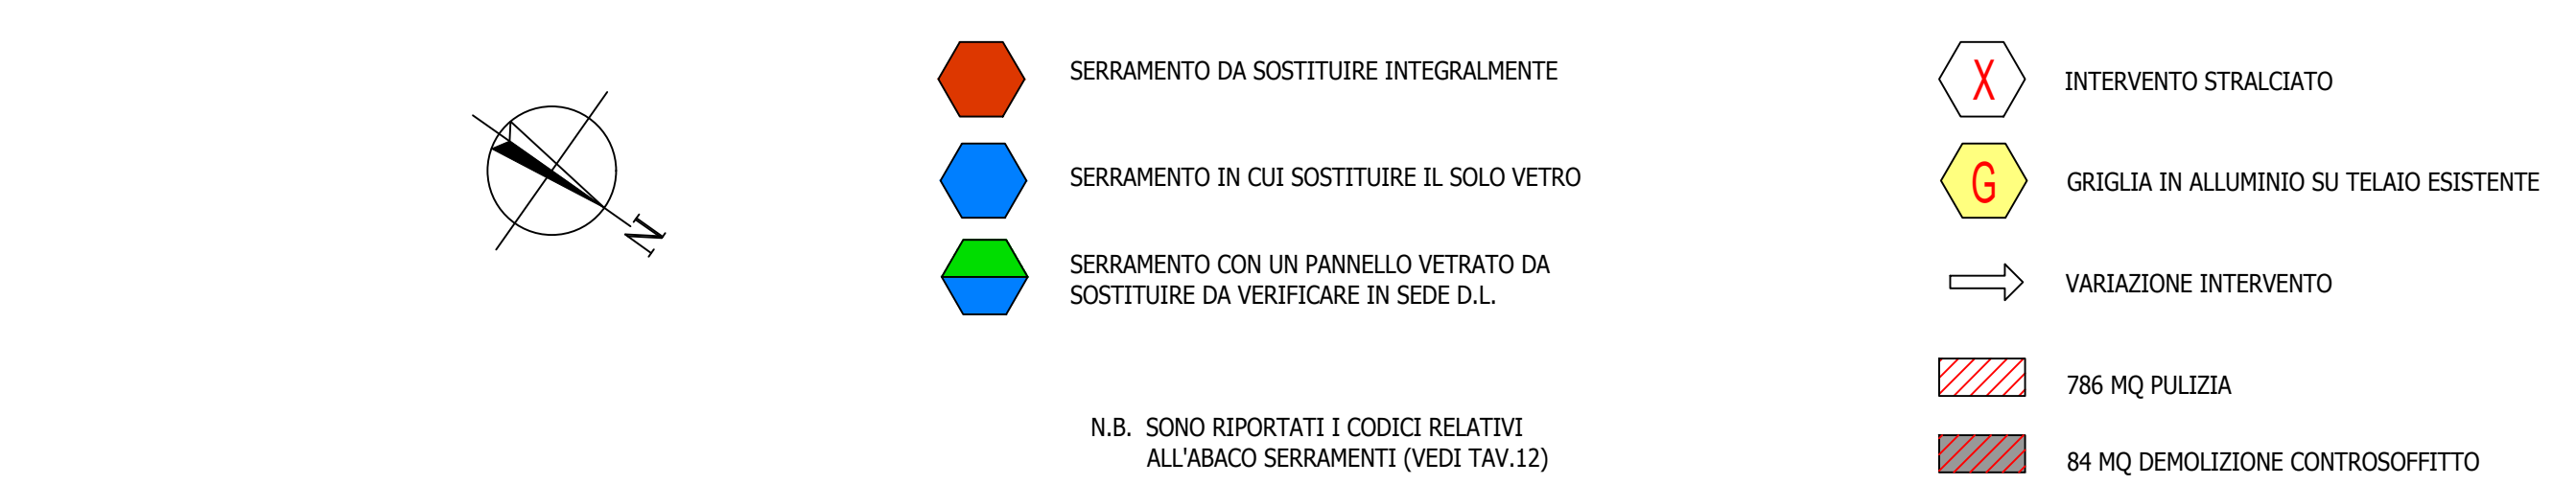 N
SERRAMENTO DA SOSTITUIRE INTEGRALMENTE
SERRAMENTO IN CUI SOSTITUIRE IL SOLO VETRO
SERRAMENTO CON UN PANNELLO VETRATO DA
SOSTITUIRE DA VERIFICARE IN SEDE D.L.
N.B. SONO RIPORTATI I CODICI RELATIVI
ALL'ABACO SERRAMENTI (VEDI TAV.12)
X
INTERVENTO STRALCIATO
G
GRIGLIA IN ALLUMINIO SU TELAIO ESISTENTE
VARIAZIONE INTERVENTO
786 MQ PULIZIA
84 MQ DEMOLIZIONE CONTROSOFFITTO